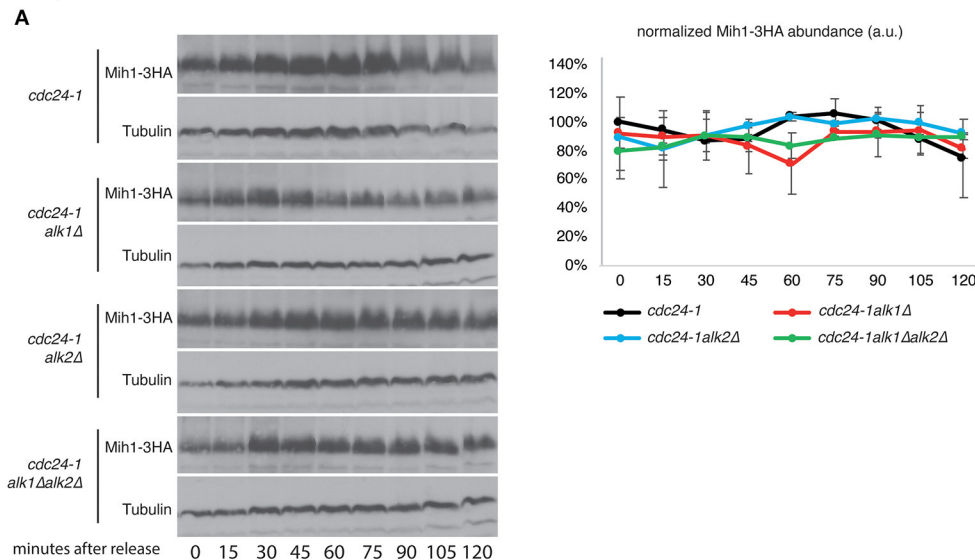 A
cdc24-1
Mih1-3HA
Tubulin
cdc24-1
alk1Δ
Mih1-3HA
Tubulin
cdc24-1
alk2Δ
Mih1-3HA
Tubulin
cdc24-1
alk1Δalk2Δ
Mih1-3HA
Tubulin
minutes after release 0 15 30 45 60 75 90 105 120
normalized Mih1-3HA abundance (a.u.)
140%
120%
100%
80%
60%
40%
20%
0%
0 15 30 45 60 75 90 105 120
cdc24-1 cdc24-1alk1Δ
cdc24-1alk2Δ cdc24-1alk1Δalk2Δ